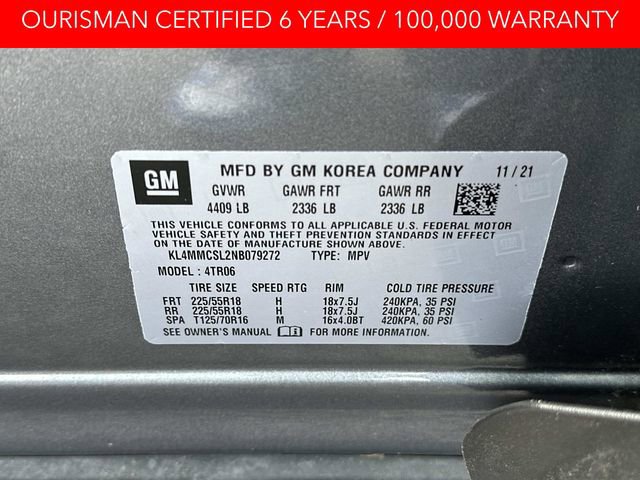 OURISMAN CERTIFIED 6 YEARS / 100,000 WARRANTY
GM MFD BY GM KOREA COMPANY 11/21
GVWR GAWR FRT GAWR RR
4409 LB 2336 LB 2336 LB
THIS VEHICLE CONFORMS TO ALL APPLICABLE U.S. FEDERAL MOTOR
VEHICLE SAFETY AND THEFT PREVENTION STANDARDS IN EFFECT
ON THE DATE OF MANUFACTURE SHOWN ABOVE.
KL4MMCSL2NB079272 TYPE: MPV
MODEL : 4TR06
TIRE SIZE SPEED RTG RIM COLD TIRE PRESSURE
FRT 225/55R18 H 18x7.5J 240KPA, 35 PSI
RR 225/55R18 H 18x7.5J 240KPA, 35 PSI
SPA T125/70R16 M 16x4.0BT 420KPA, 60 PSI
SEE OWNER'S MANUAL FOR MORE INFORMATION.